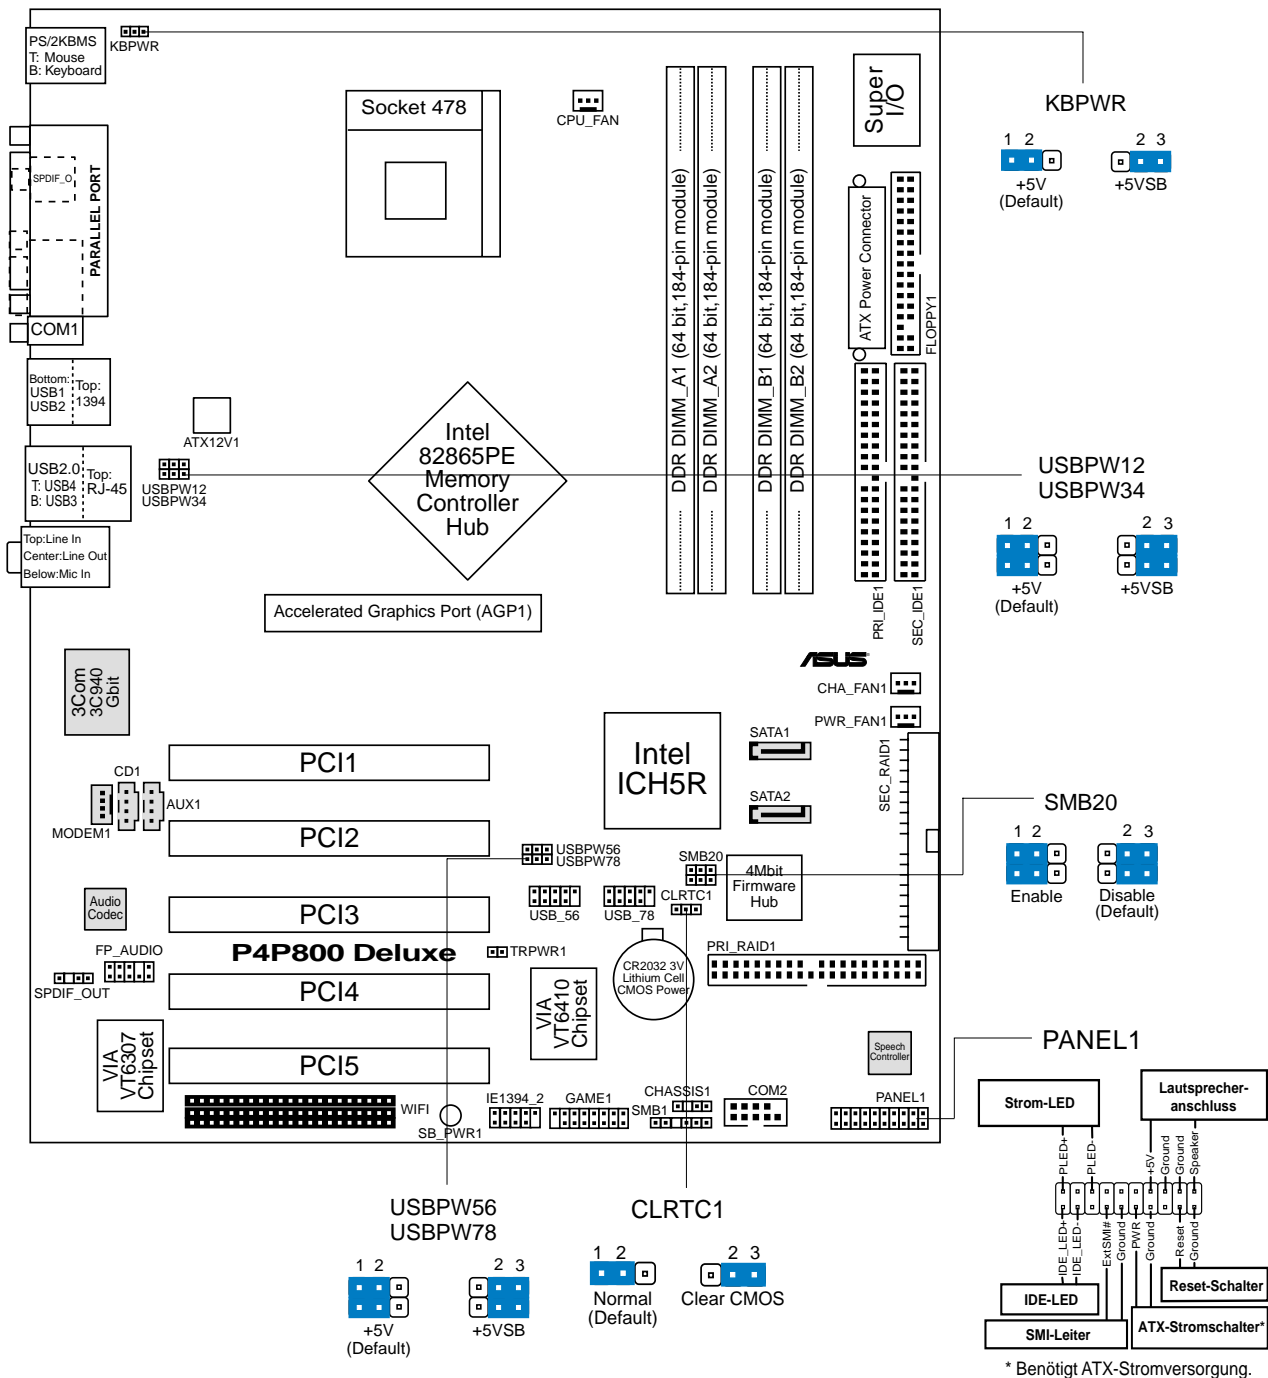 PS/2KBMS
T: Mouse
B: Keyboard
KBPWR
Socket 478
CPU_FAN
Super
I/O
KBPWR
1 2
2 3
+5V
(Default)
+5VSB
SPDIF_O
PARALLEL PORT
COM1
DDR DIMM_A1 (64 bit,184-pin module)
DDR DIMM_A2 (64 bit,184-pin module)
DDR DIMM_B1 (64 bit,184-pin module)
DDR DIMM_B2 (64 bit,184-pin module)
ATX Power Connector
FLOPPY1
Bottom:
USB1
USB2
Top:
1394
ATX12V1
Intel
82865PE
Memory
Controller
Hub
USB2.0
T: USB4
B: USB3
Top:
RJ-45
USBPW12
USBPW34
USBPW12
USBPW34
1 2
2 3
+5V
(Default)
+5VSB
Top:Line In
Center:Line Out
Below:Mic In
Accelerated Graphics Port (AGP1)
PRI_IDE1
SEC_IDE1
ASUS
3Com
3C940
Gbit
CHA_FAN1
PWR_FAN1
Intel
ICH5R
SATA1
SATA2
SEC_RAID1
PCI1
CD1
AUX1
MODEM1
PCI2
USBPW56
USBPW78
SMB20
4Mbit
Firmware
Hub
SMB20
1 2
2 3
Enable
Disable
(Default)
Audio
Codec
PCI3
USB_56
USB_78
CLRTC1
P4P800 Deluxe
TRPWR1
FP_AUDIO
SPDIF_OUT
PCI4
VIA
VT6410
Chipset
CR2032 3V
Lithium Cell
CMOS Power
PRI_RAID1
VIA
VT6307
Chipset
PCI5
Speech
Controller
PANEL1
WIFI
SB_PWR1
IE1394_2
GAME1
CHASSIS1
SMB1
COM2
PANEL1
Strom-LED
Lautsprecher-
anschluss
PLED+
PLED-
+5V
Ground
Ground
Speaker
IDE_LED+
IDE_LED-
ExtSMI#
Ground
PWR
Ground
Reset
Ground
IDE-LED
Reset-Schalter
SMI-Leiter
ATX-Stromschalter*
* Benötigt ATX-Stromversorgung.
USBPW56
USBPW78
1 2
2 3
+5V
(Default)
+5VSB
CLRTC1
1 2
2 3
Normal
(Default)
Clear CMOS